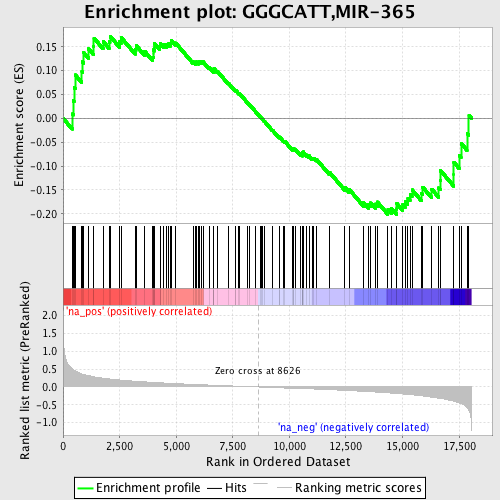 Enrichment plot: GGGCATT,MIR-365
Enrichment score (ES)
0.15
0.10
0.05
0.00
-0.05
-0.10
-0.15
-0.20
'na_pos' (positively correlated)
Ranked list metric (PreRanked)
2.0
1.5
1.0
0.5
0.0
-0.5
-1.0
Zero cross at 8626
'na_neg' (negatively correlated)
0 2,500 5,000 7,500 10,000 12,500 15,000 17,500
Rank in Ordered Dataset
Enrichment profile Hits Ranking metric scores